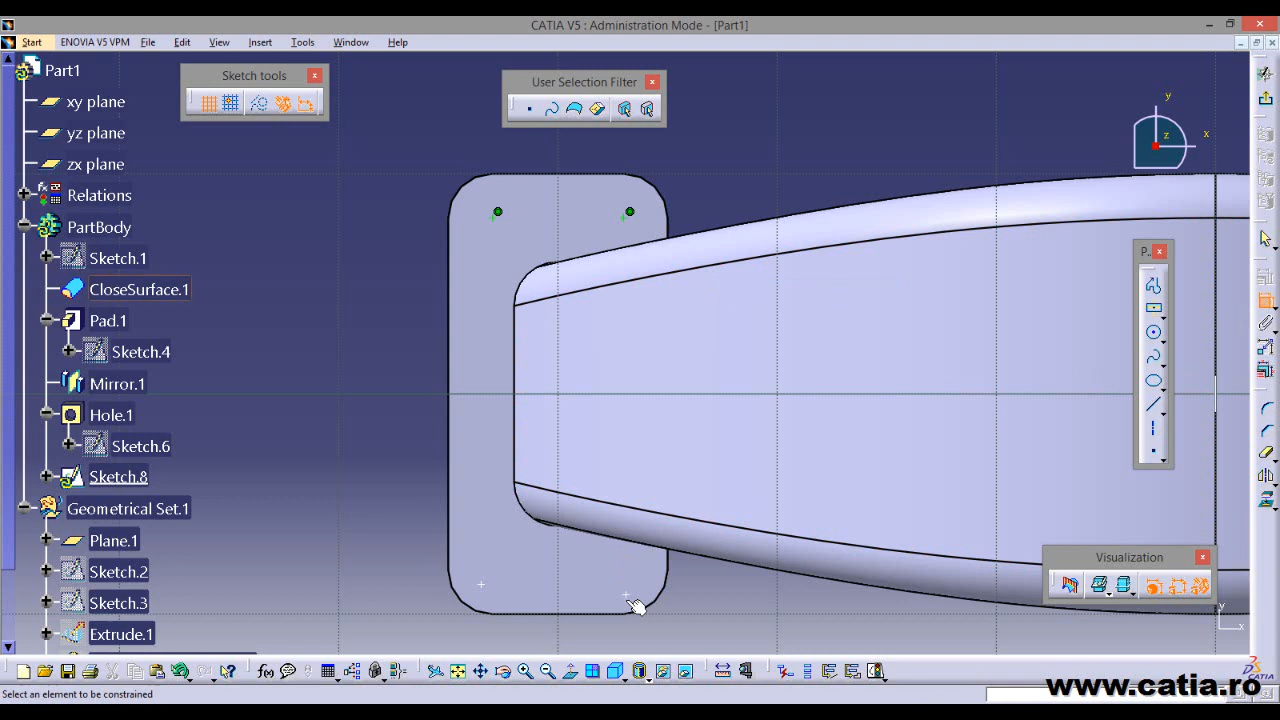 CATIA V5 : Administration Mode - [Part1]
Start ENOVIA V5 VPM File Edit View Insert Tools Window Help
Sketch tools
User Selection Filter
Part1
xy plane
yz plane
zx plane
Relations
PartBody
Sketch.1
CloseSurface.1
Pad.1
Sketch.4
Mirror.1
Hole.1
Sketch.6
Sketch.8
Geometrical Set.1
Plane.1
Sketch.2
Sketch.3
Extrude.1
y
x
z
P..
Visualization
y
x
Select an element to be constrained
www.catia.ro